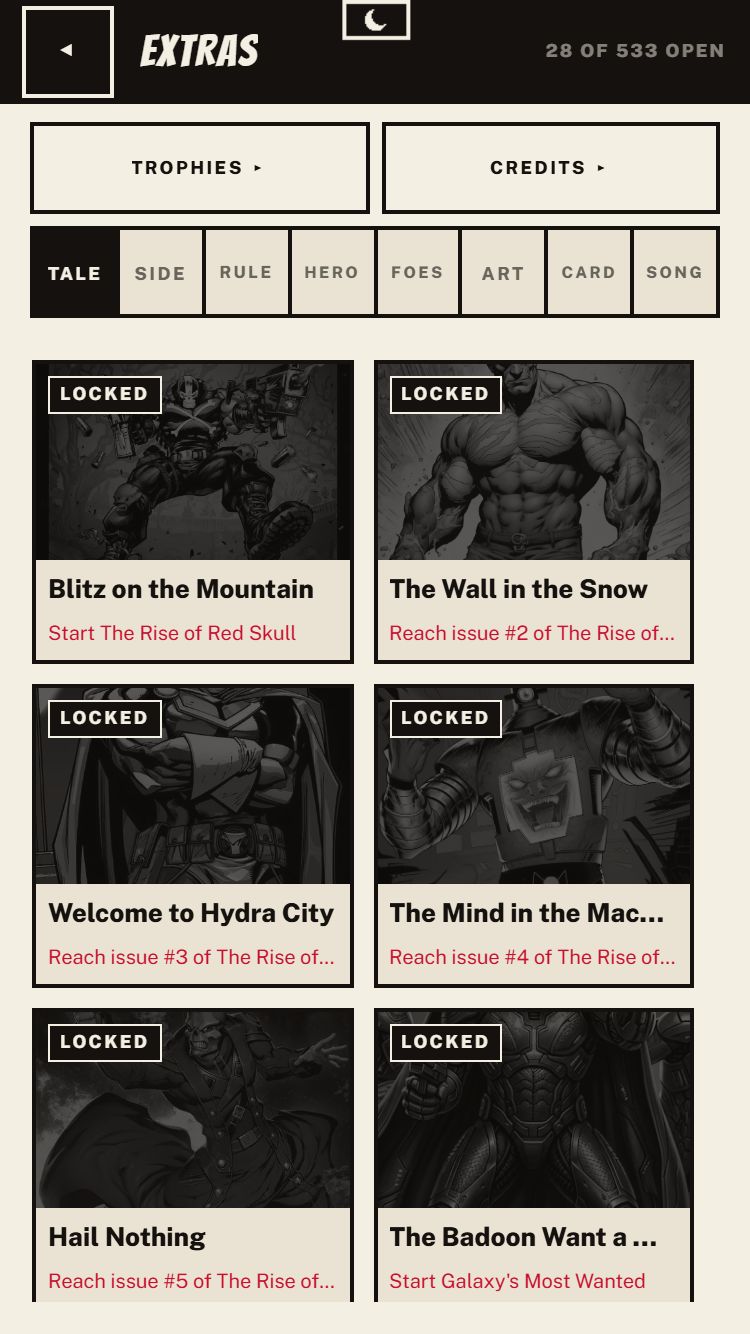 EXTRAS
28 OF 533 OPEN
TROPHIES ▸
CREDITS ▸
TALE
SIDE
RULE
HERO
FOES
ART
CARD
SONG
LOCKED
Blitz on the Mountain
Start The Rise of Red Skull
LOCKED
The Wall in the Snow
Reach issue #2 of The Rise of...
LOCKED
Welcome to Hydra City
Reach issue #3 of The Rise of...
LOCKED
The Mind in the Mac...
Reach issue #4 of The Rise of...
LOCKED
Hail Nothing
Reach issue #5 of The Rise of...
LOCKED
The Badoon Want a ...
Start Galaxy's Most Wanted